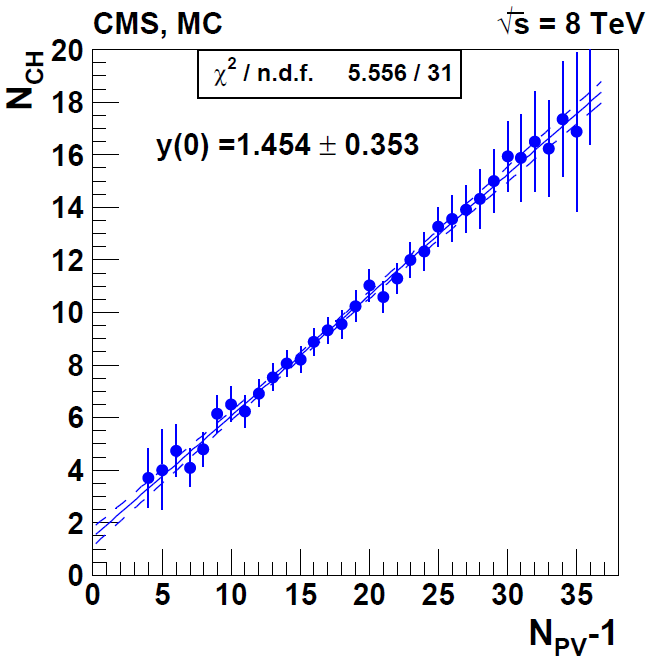 CMS, MC
√s = 8 TeV
χ² / n.d.f. 5.556 / 31
y(0) =1.454 ± 0.353
N_CH
20
18
16
14
12
10
8
6
4
2
0
0 5 10 15 20 25 30 35
N_PV-1